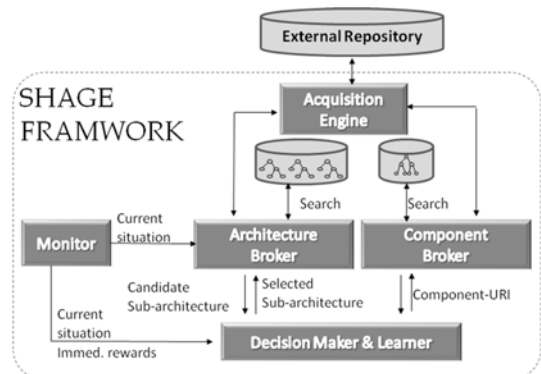 External Repository
SHAGE
FRAMWORK
Acquisition
Engine
Search
Search
Current
situation
Monitor
Architecture
Broker
Component
Broker
Candidate
Sub-architecture
Selected
Sub-architecture
Component-URI
Current
situation
Immed. rewards
Decision Maker & Learner